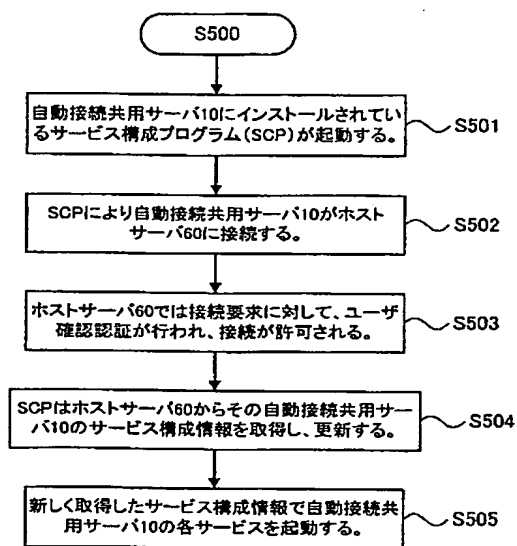 S500
自動接続共用サーバ10にインストールされてい
るサービス構成プログラム(SCP)が起動する。
S501
SCPにより自動接続共用サーバ10がホスト
サーバ60に接続する。
S502
ホストサーバ60では接続要求に対して、ユーザ
確認認証が行われ、接続が許可される。
S503
SCPはホストサーバ60からその自動接続共用サー
バ10のサービス構成情報を取得し、更新する。
S504
新しく取得したサービス構成情報で自動接続共
用サーバ10の各サービスを起動する。
S505